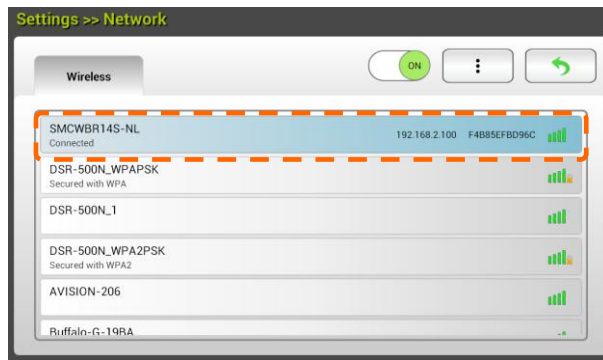 Settings >> Network
Wireless
ON
SMCWBR14S-NL
Connected
192.168.2.100 F4B85EFBD96C
DSR-500N_WPAPSK
Secured with WPA
DSR-500N_1
DSR-500N_WPA2PSK
Secured with WPA2
AVISION-206
Buffalo-G-19BA